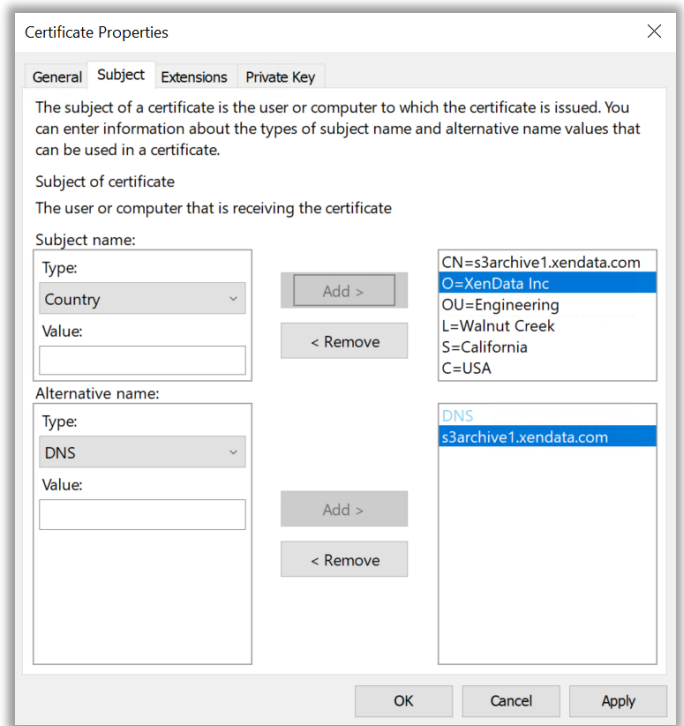 Certificate Properties
General Subject Extensions Private Key
The subject of a certificate is the user or computer to which the certificate is issued. You
can enter information about the types of subject name and alternative name values that
can be used in a certificate.
Subject of certificate
The user or computer that is receiving the certificate
Subject name:
Type:
Country
Value:
Add >
< Remove
CN=s3archive1.xendata.com
O=XenData Inc
OU=Engineering
L=Walnut Creek
S=California
C=USA
Alternative name:
Type:
DNS
Value:
Add >
< Remove
DNS
s3archive1.xendata.com
OK Cancel Apply